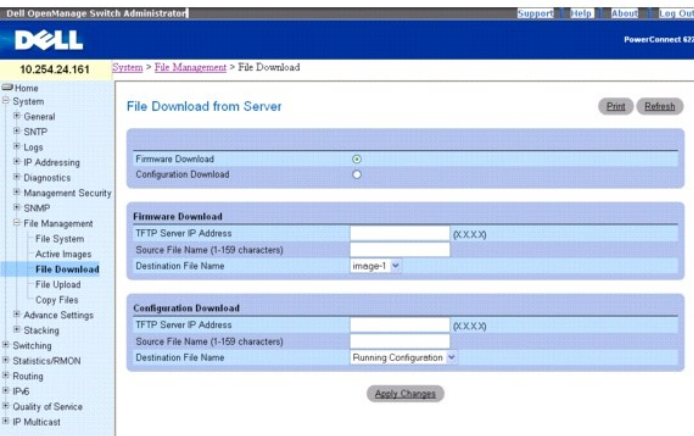 Dell OpenManage Switch Administrator
Support Help About Log Out
DELL
PowerConnect
10.254.24.161
System > File Management > File Download
Home
System
General
SNTP
Logs
IP Addressing
Diagnostics
Management Security
SNMP
File Management
File System
Active Images
File Download
File Upload
Copy Files
Advance Settings
Stacking
Switching
Statistics/RMON
Routing
IPv6
Quality of Service
IP Multicast
File Download from Server
Print Refresh
Firmware Download
Configuration Download
Firmware Download
TFTP Server IP Address (X.X.X.X)
Source File Name (1-159 characters)
Destination File Name image-1
Configuration Download
TFTP Server IP Address (X.X.X.X)
Source File Name (1-159 characters)
Destination File Name Running Configuration
Apply Changes